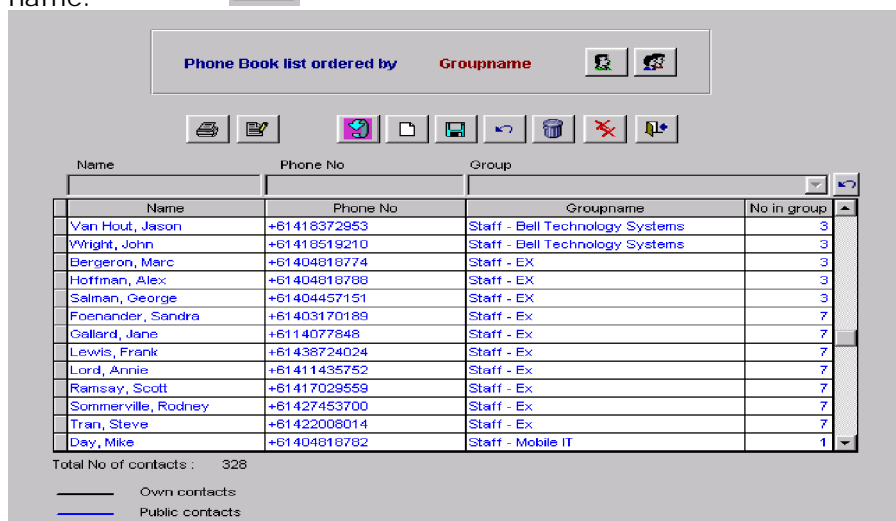 name.
Phone Book list ordered by Groupname
Name Phone No Group
Name Phone No Groupname No in group
Van Hout, Jason +61418372953 Staff - Bell Technology Systems 3
Wright, John +61418519210 Staff - Bell Technology Systems 3
Bergeron, Marc +61404818774 Staff - EX 3
Hoffman, Alex +61404818788 Staff - EX 3
Salman, George +61404457151 Staff - EX 3
Foenander, Sandra +61403170189 Staff - Ex 7
Gallard, Jane +6114077848 Staff - Ex 7
Lewis, Frank +61438724024 Staff - Ex 7
Lord, Annie +61411435752 Staff - Ex 7
Ramsay, Scott +61417029559 Staff - Ex 7
Sommerville, Rodney +61427453700 Staff - Ex 7
Tran, Steve +61422008014 Staff - Ex 7
Day, Mike +61404818782 Staff - Mobile IT 1
Total No of contacts : 328
Own contacts
Public contacts